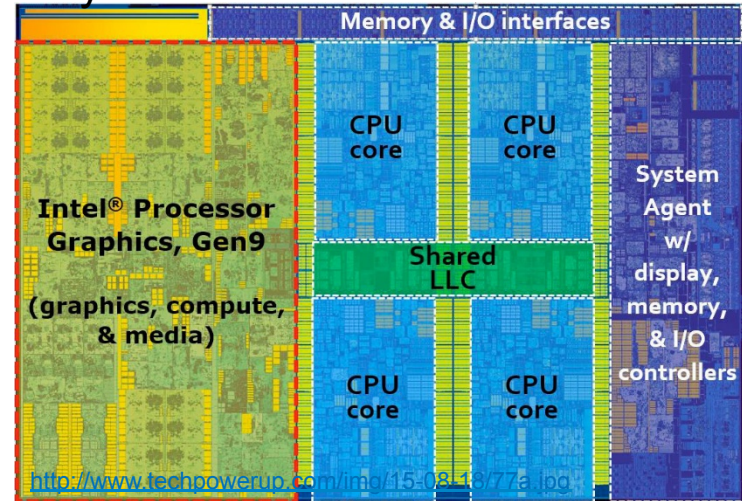 Memory & I/O interfaces
CPU
core
CPU
core
System
Agent
w/
display,
memory,
& I/O
controllers
Intel® Processor
Graphics, Gen9
(graphics, compute,
& media)
Shared
LLC
CPU
core
CPU
core
http://www.techpowerup.com/img/15-08-18/77a.jpg